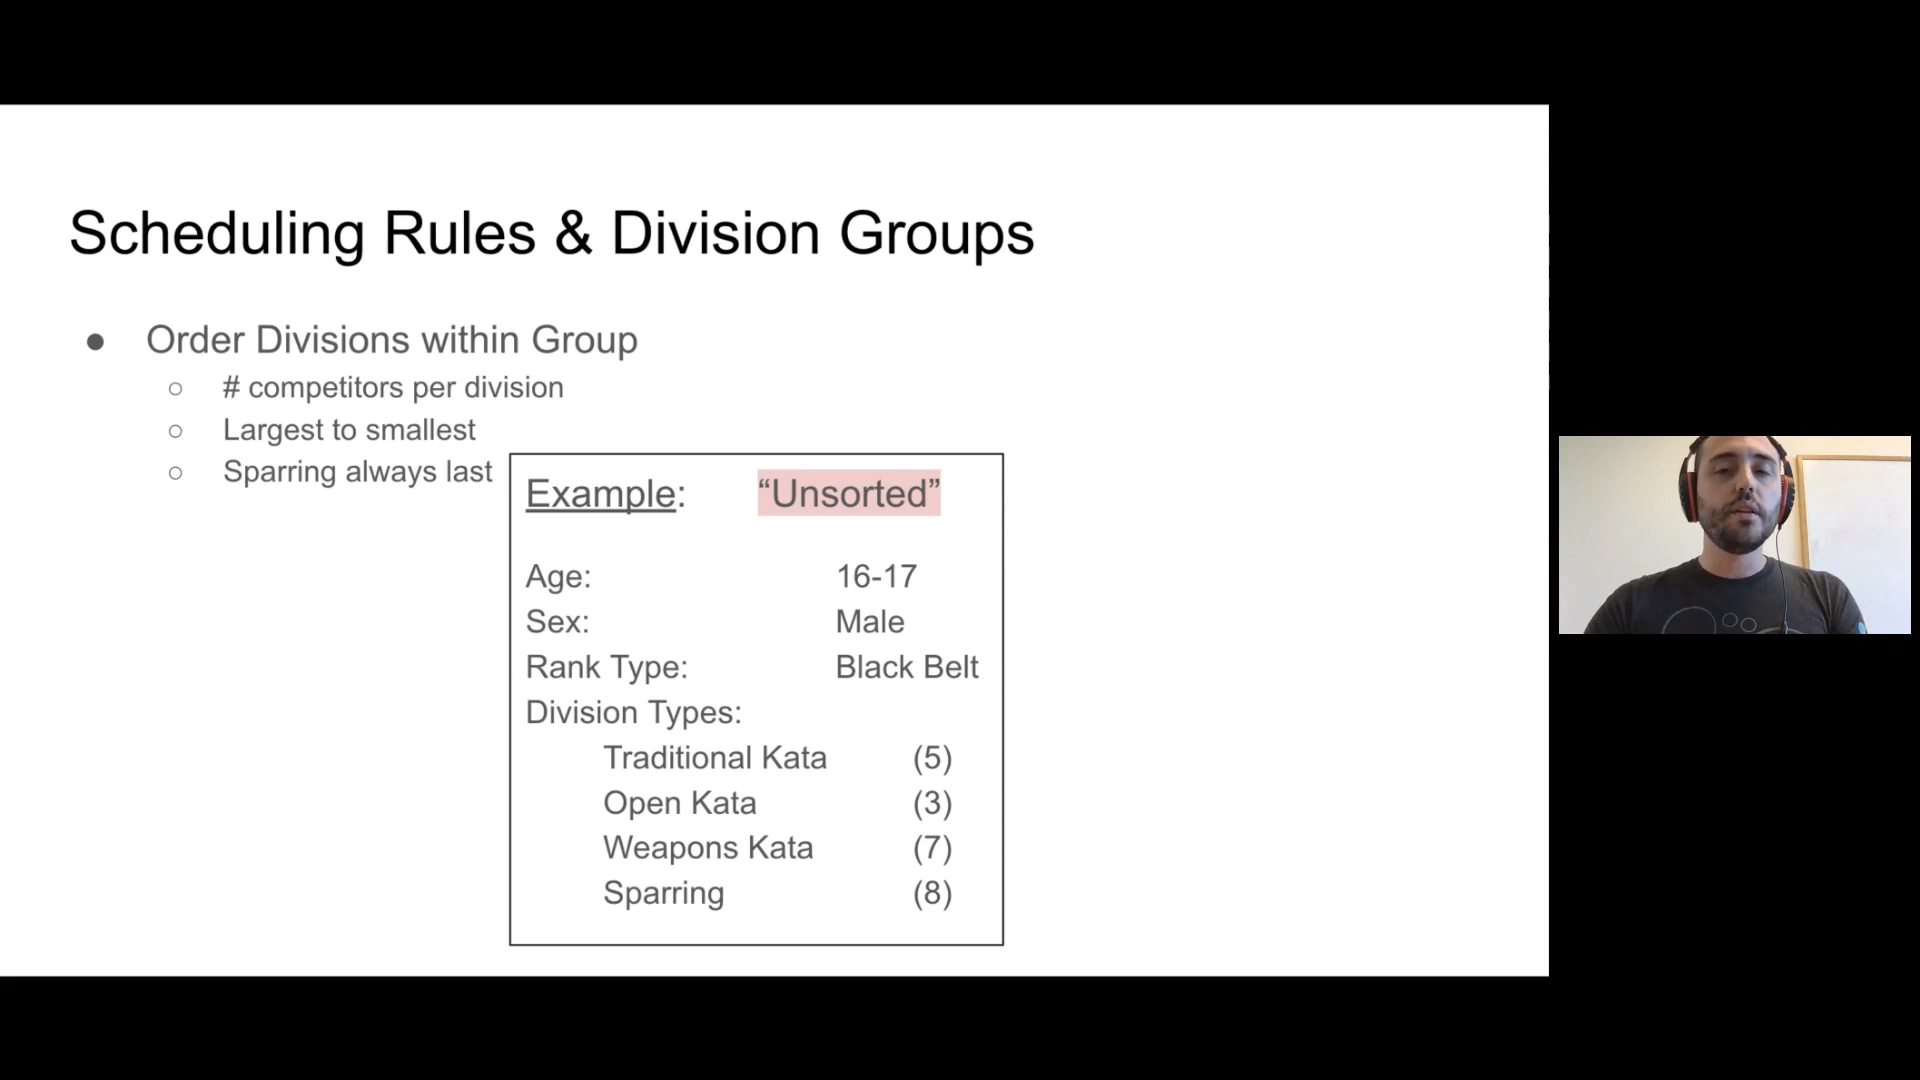 Scheduling Rules & Division Groups
● Order Divisions within Group
○ # competitors per division
○ Largest to smallest
○ Sparring always last
Example: “Unsorted”
Age: 16-17
Sex: Male
Rank Type: Black Belt
Division Types:
Traditional Kata (5)
Open Kata (3)
Weapons Kata (7)
Sparring (8)